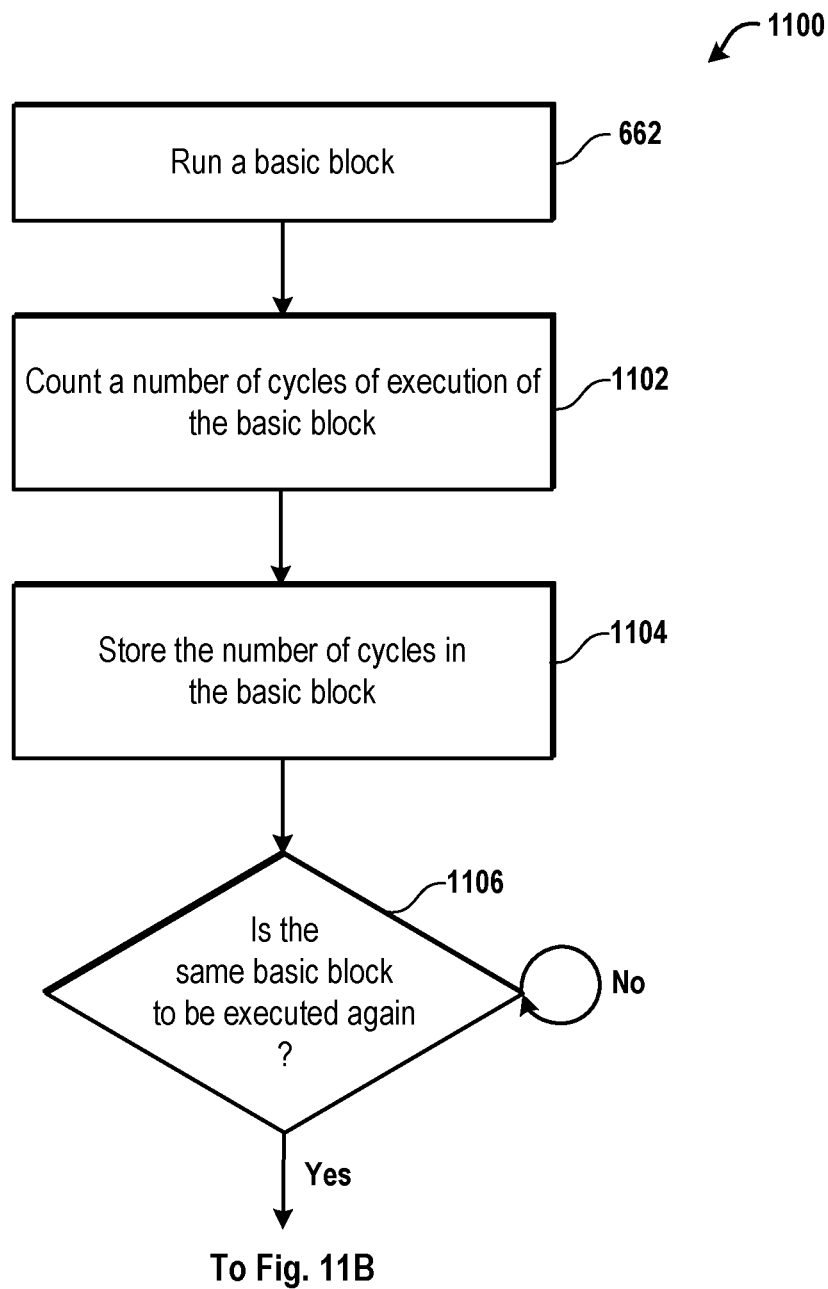 1100
Run a basic block
662
Count a number of cycles of execution of
the basic block
1102
Store the number of cycles in
the basic block
1104
1106
Is the
same basic block
to be executed again
?
No
Yes
To Fig. 11B